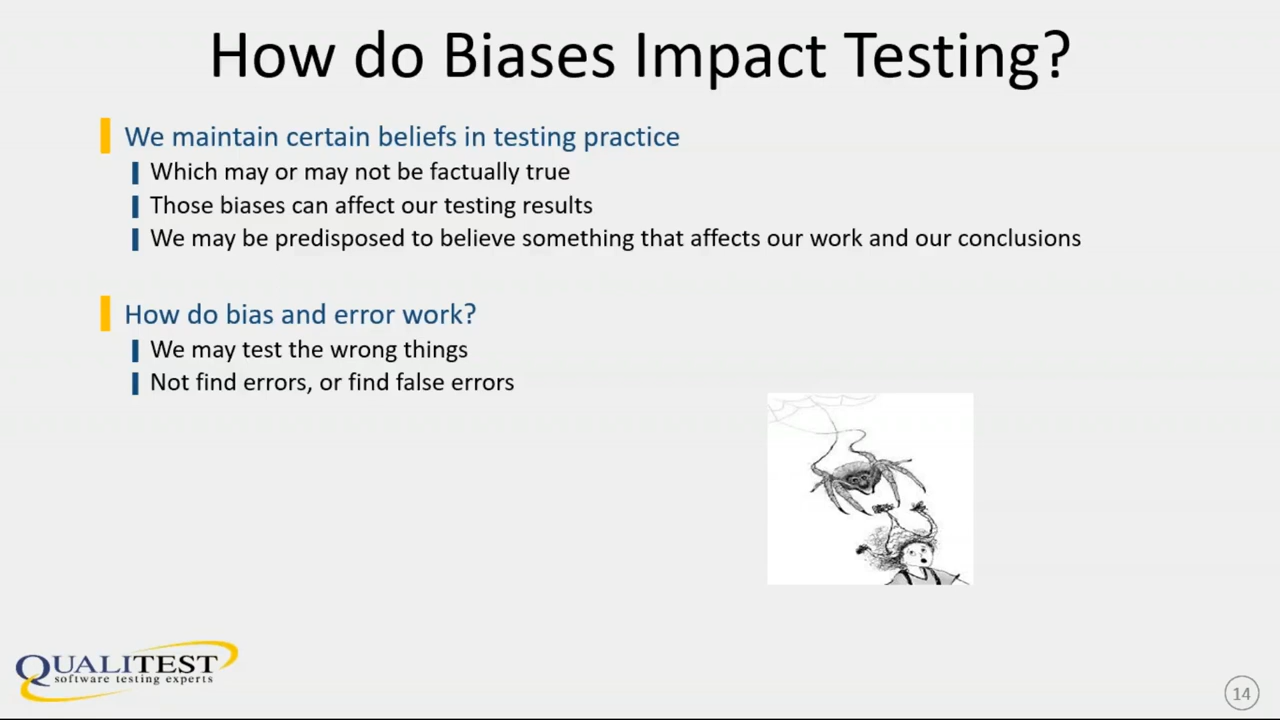 How do Biases Impact Testing?
We maintain certain beliefs in testing practice
Which may or may not be factually true
Those biases can affect our testing results
We may be predisposed to believe something that affects our work and our conclusions
How do bias and error work?
We may test the wrong things
Not find errors, or find false errors
QUALITEST
software testing experts
14